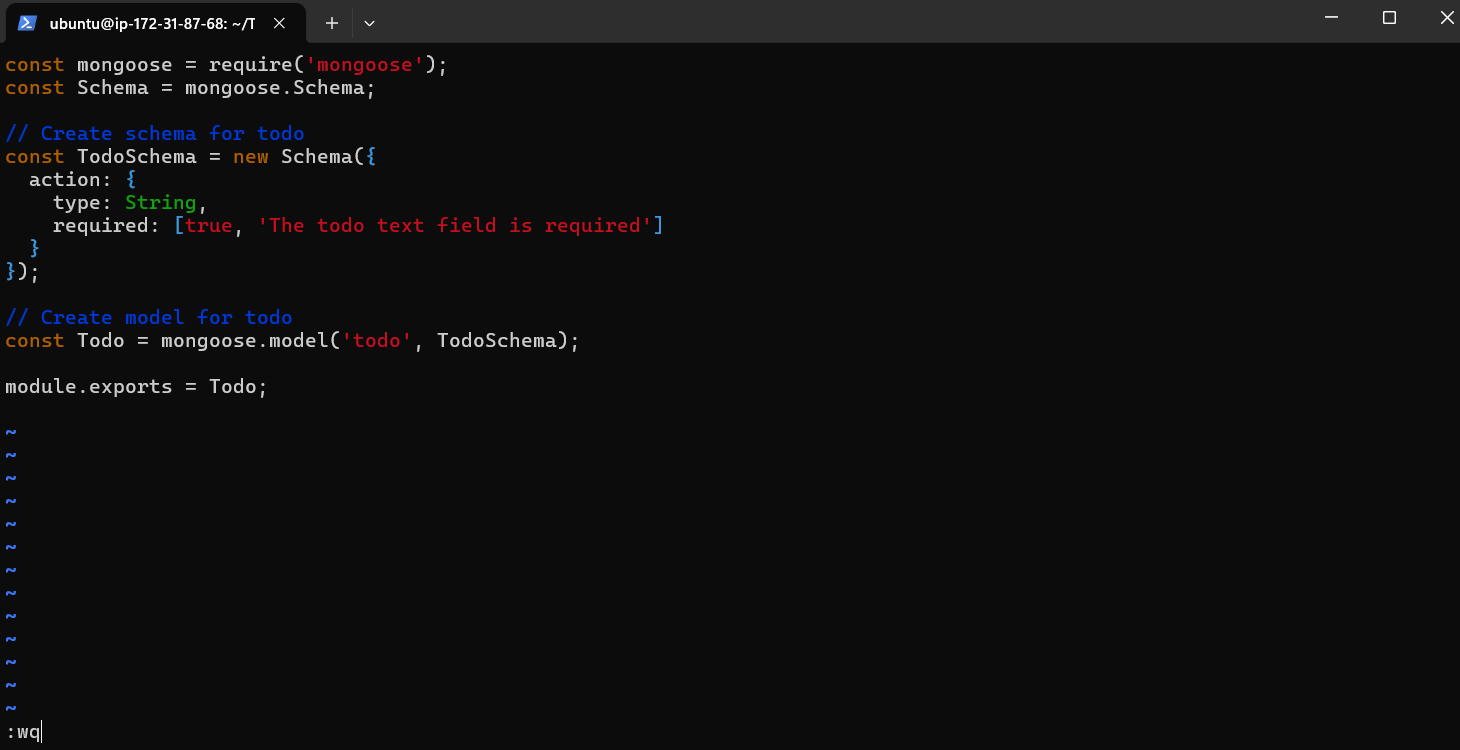 ubuntu@ip-172-31-87-68: ~/T
const mongoose = require('mongoose');
const Schema = mongoose.Schema;
// Create schema for todo
const TodoSchema = new Schema({
  action: {
    type: String,
    required: [true, 'The todo text field is required']
  }
});
// Create model for todo
const Todo = mongoose.model('todo', TodoSchema);
module.exports = Todo;
~
~
~
~
~
~
~
~
~
~
~
~
~
:wq